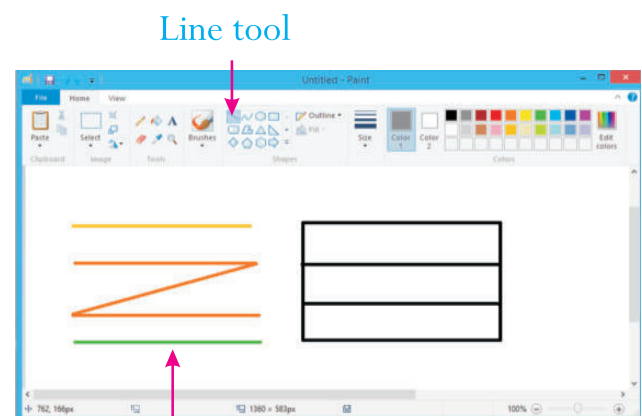 Line tool
Untitled - Paint
File Home View
Paste Select Brushes Outline Fill Size Color 1 Color 2 Edit colors
Clipboard Image Tools Shapes Colors
762, 166px 1360 × 583px 100%